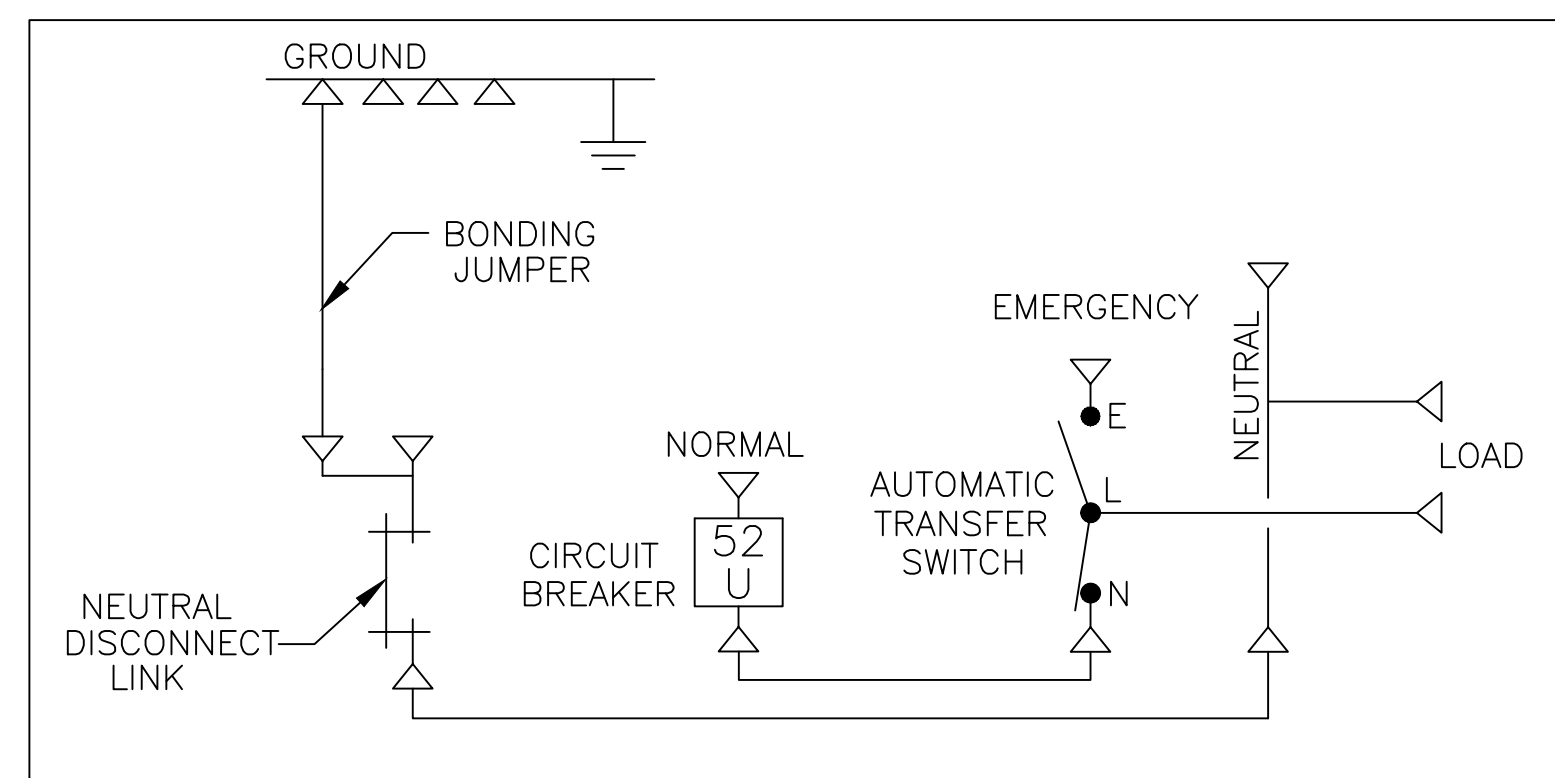 GROUND
BONDING
JUMPER
EMERGENCY
NEUTRAL
E
NORMAL
LOAD
AUTOMATIC
TRANSFER
SWITCH
L
52
U
CIRCUIT
BREAKER
N
NEUTRAL
DISCONNECT
LINK